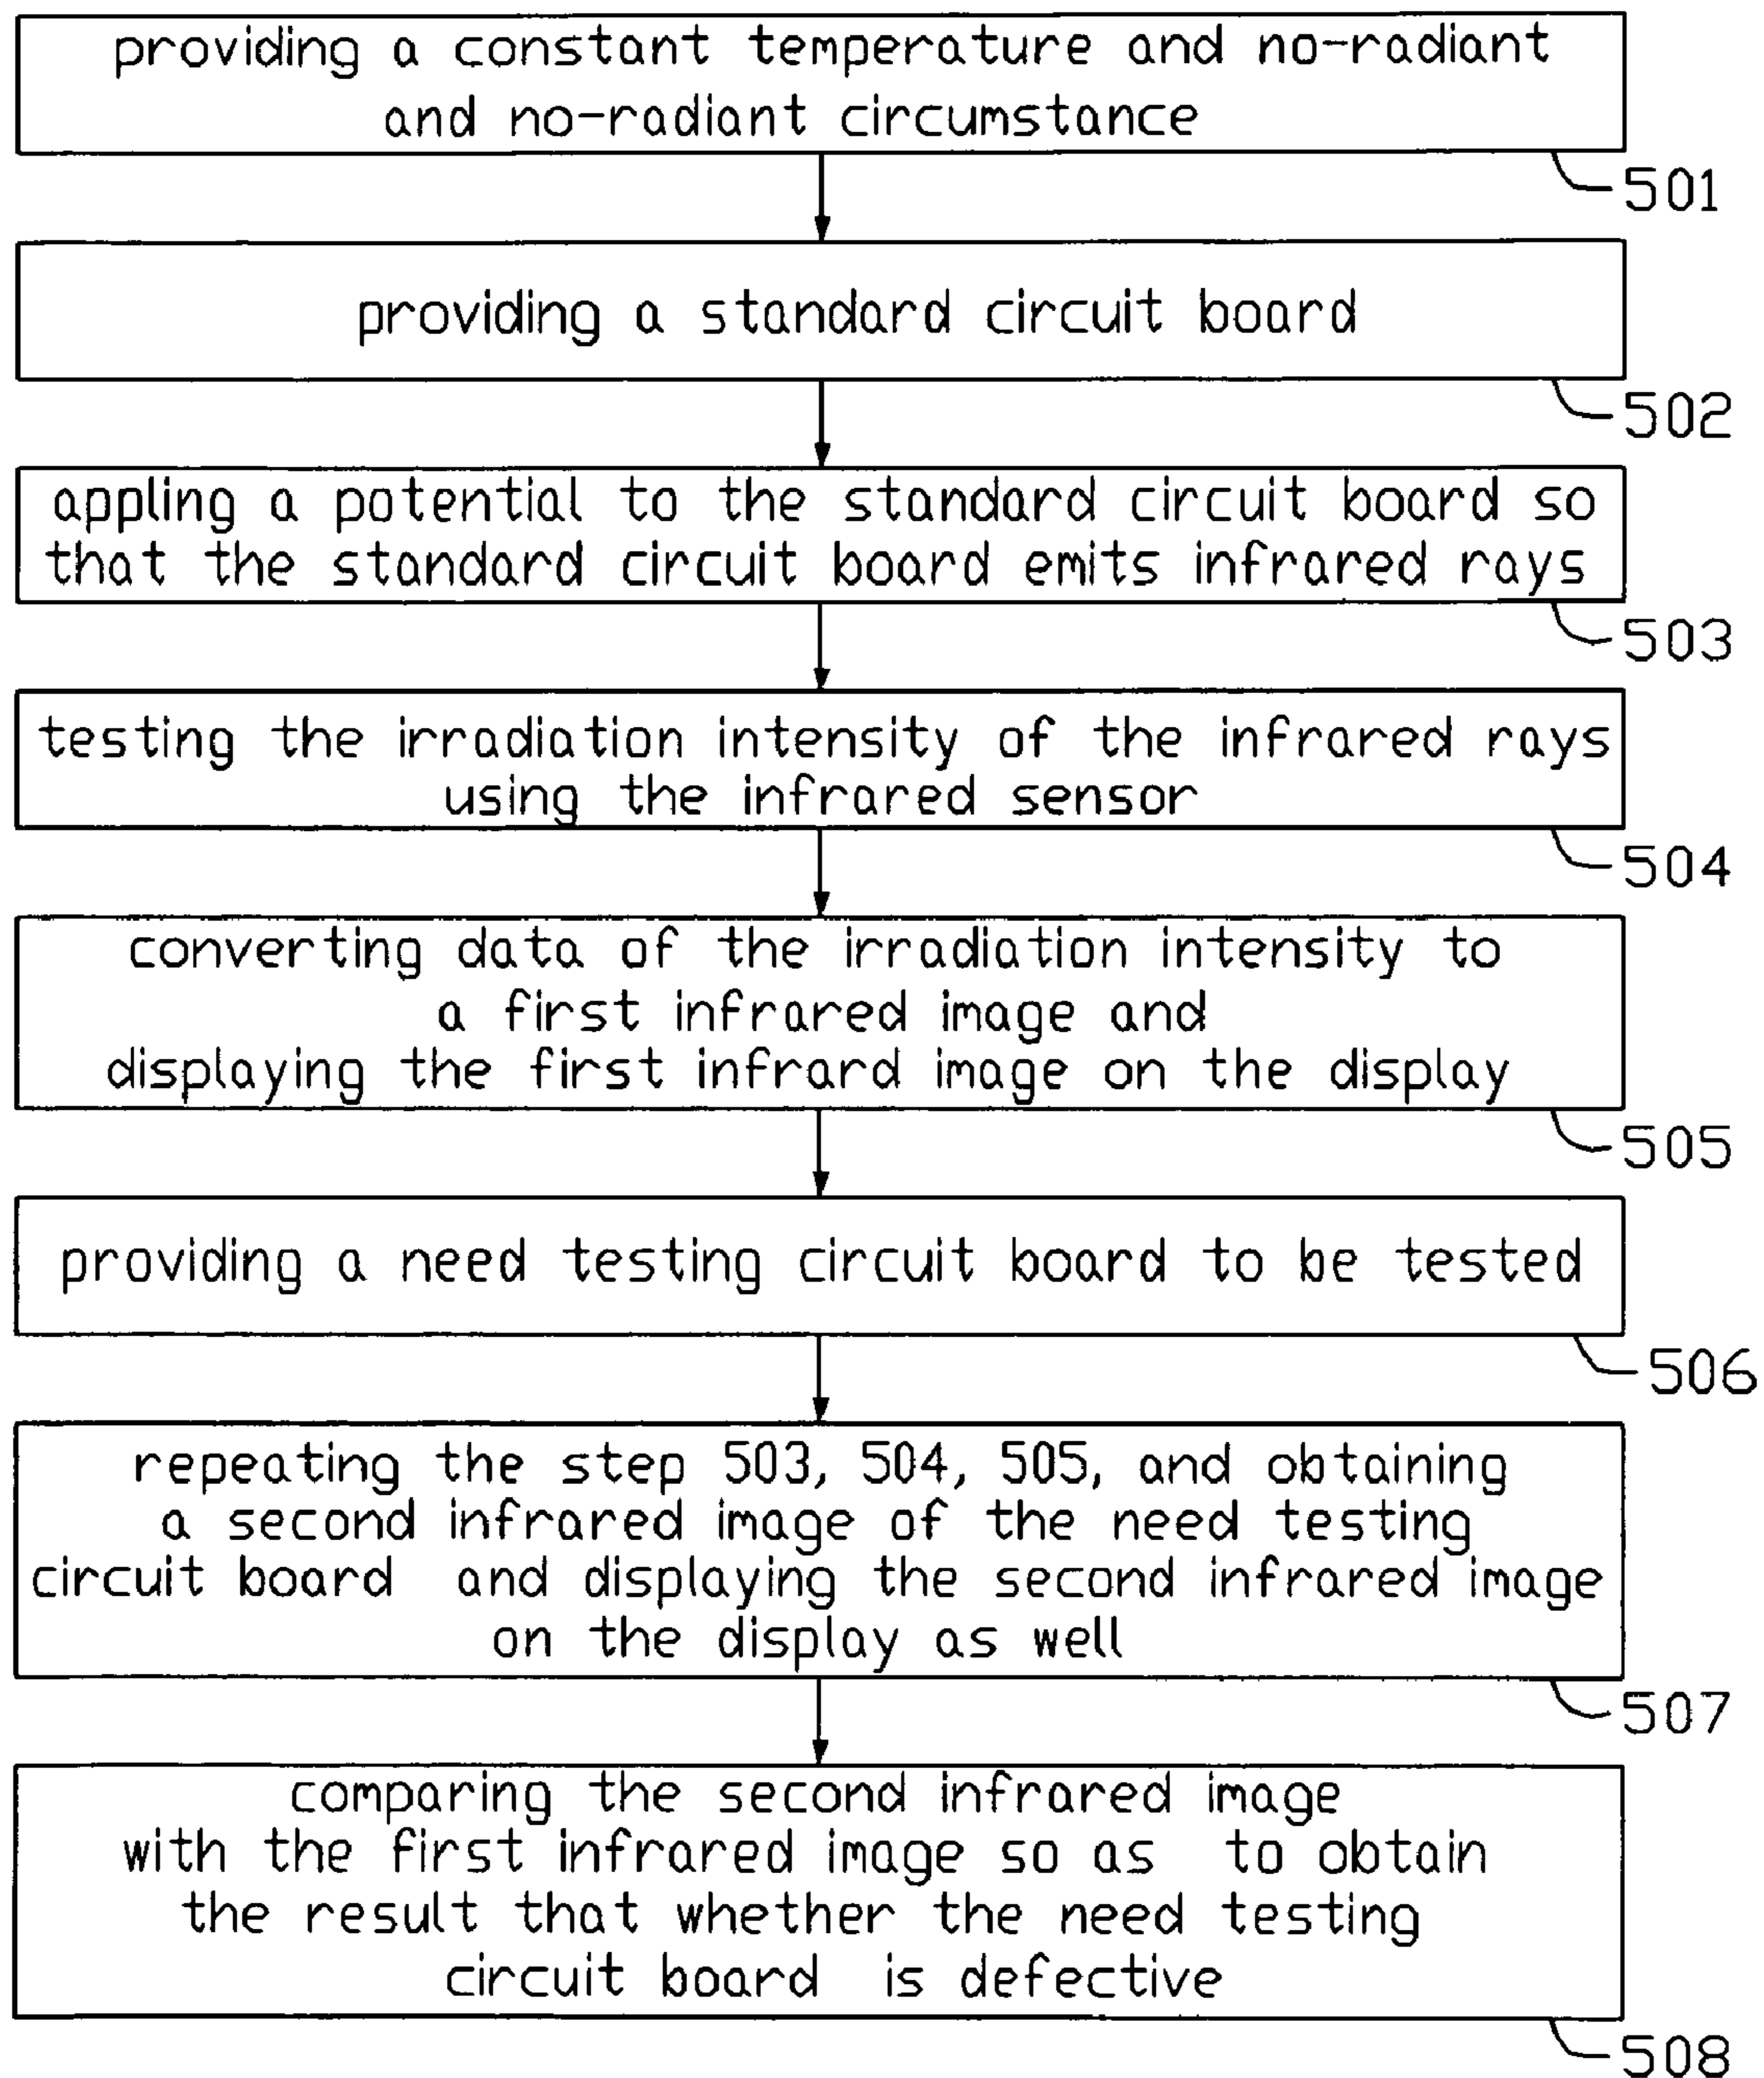 providing a constant temperature and no-radiant
and no-radiant circumstance
501
providing a standard circuit board
502
appling a potential to the standard circuit board so
that the standard circuit board emits infrared rays
503
testing the irradiation intensity of the infrared rays
using the infrared sensor
504
converting data of the irradiation intensity to
a first infrared image and
displaying the first infrard image on the display
505
providing a need testing circuit board to be tested
506
repeating the step 503, 504, 505, and obtaining
a second infrared image of the need testing
circuit board and displaying the second infrared image
on the display as well
507
comparing the second infrared image
with the first infrared image so as to obtain
the result that whether the need testing
circuit board is defective
508